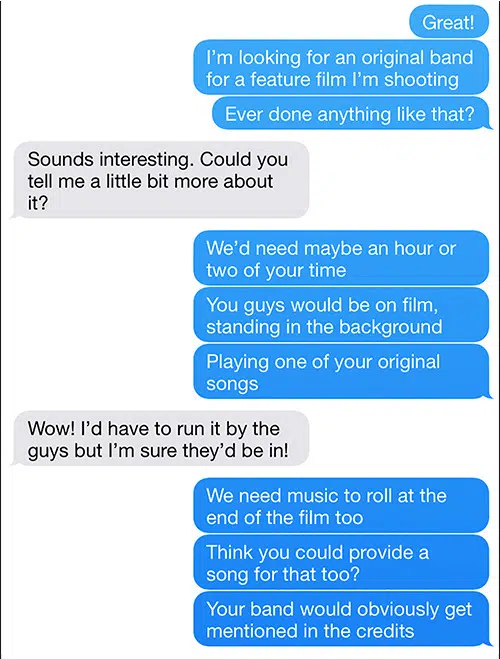 Great!
I’m looking for an original band
for a feature film I’m shooting
Ever done anything like that?
Sounds interesting. Could you
tell me a little bit more about
it?
We’d need maybe an hour or
two of your time
You guys would be on film,
standing in the background
Playing one of your original
songs
Wow! I’d have to run it by the
guys but I’m sure they’d be in!
We need music to roll at the
end of the film too
Think you could provide a
song for that too?
Your band would obviously get
mentioned in the credits